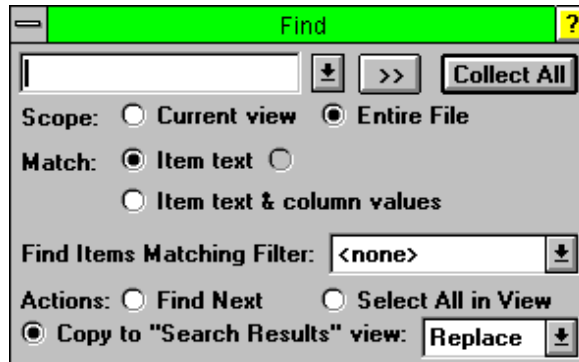 Find ?
>> Collect All
Scope: Current view Entire File
Match: Item text
Item text & column values
Find Items Matching Filter: <none>
Actions: Find Next Select All in View
Copy to "Search Results" view: Replace